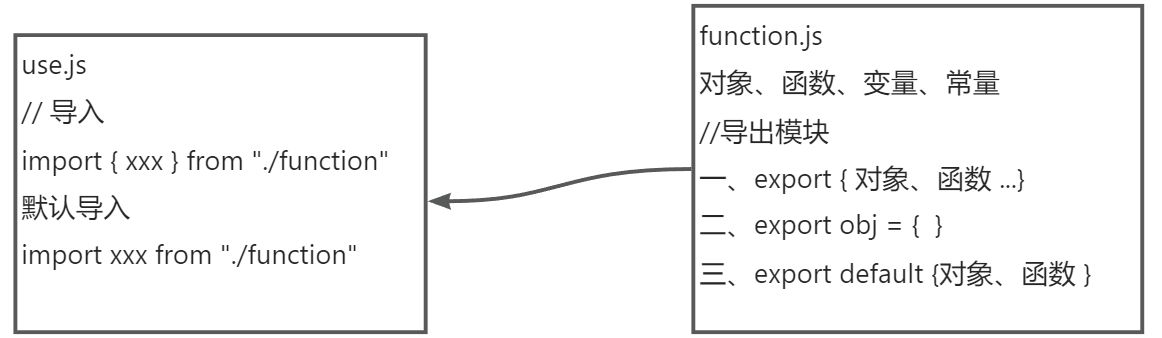 use.js
// 导入
import { xxx } from "./function"
默认导入
import xxx from "./function"
function.js
对象、函数、变量、常量
//导出模块
一、export { 对象、函数 ...}
二、export obj = {  }
三、export default {对象、函数 }